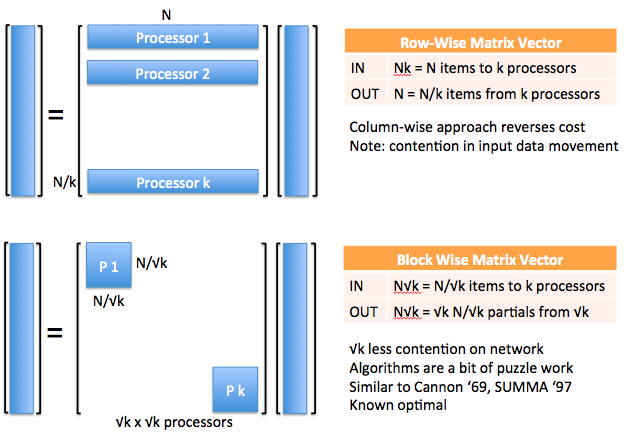 N
Processor 1
Processor 2
=
N/k
Processor k
Row-Wise Matrix Vector
IN Nk = N items to k processors
OUT N = N/k items from k processors
Column-wise approach reverses cost
Note: contention in input data movement
P 1
N/√k
N/√k
=
P k
√k x √k processors
Block Wise Matrix Vector
IN N√k = N/√k items to k processors
OUT N√k = √k N/√k partials from √k
√k less contention on network
Algorithms are a bit of puzzle work
Similar to Cannon ‘69, SUMMA ‘97
Known optimal